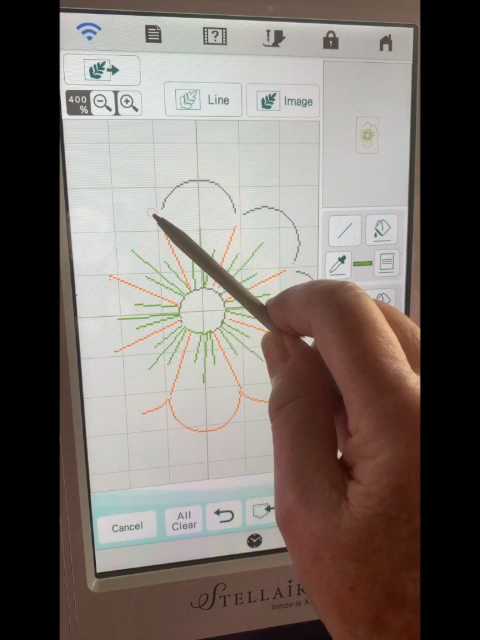 400
%
Line
Image
Cancel
All
Clear
STELLAIR
Innov-is X